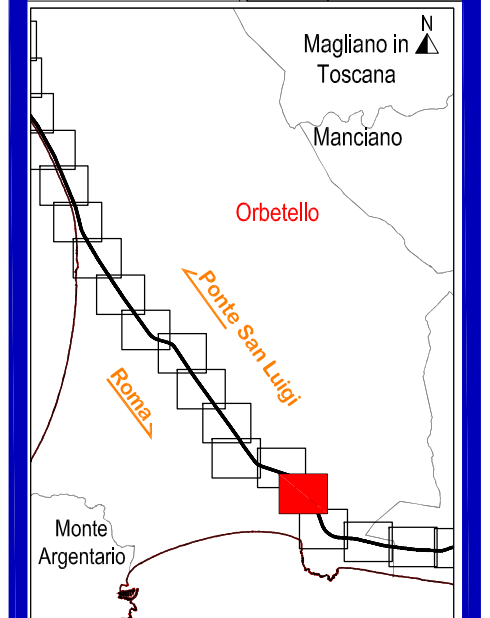 N
Magliano in
Toscana
Manciano
Orbetello
Ponte San Luigi
Roma
Monte
Argentario